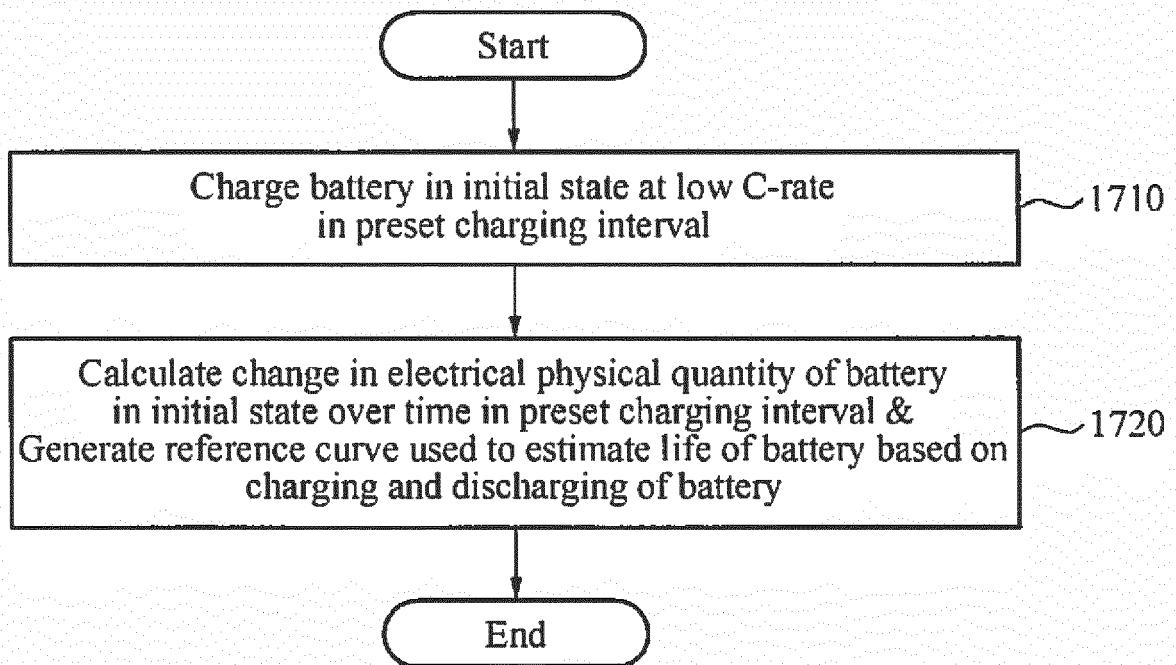 Start
Charge battery in initial state at low C-rate
in preset charging interval
1710
Calculate change in electrical physical quantity of battery
in initial state over time in preset charging interval &
Generate reference curve used to estimate life of battery based on
charging and discharging of battery
1720
End